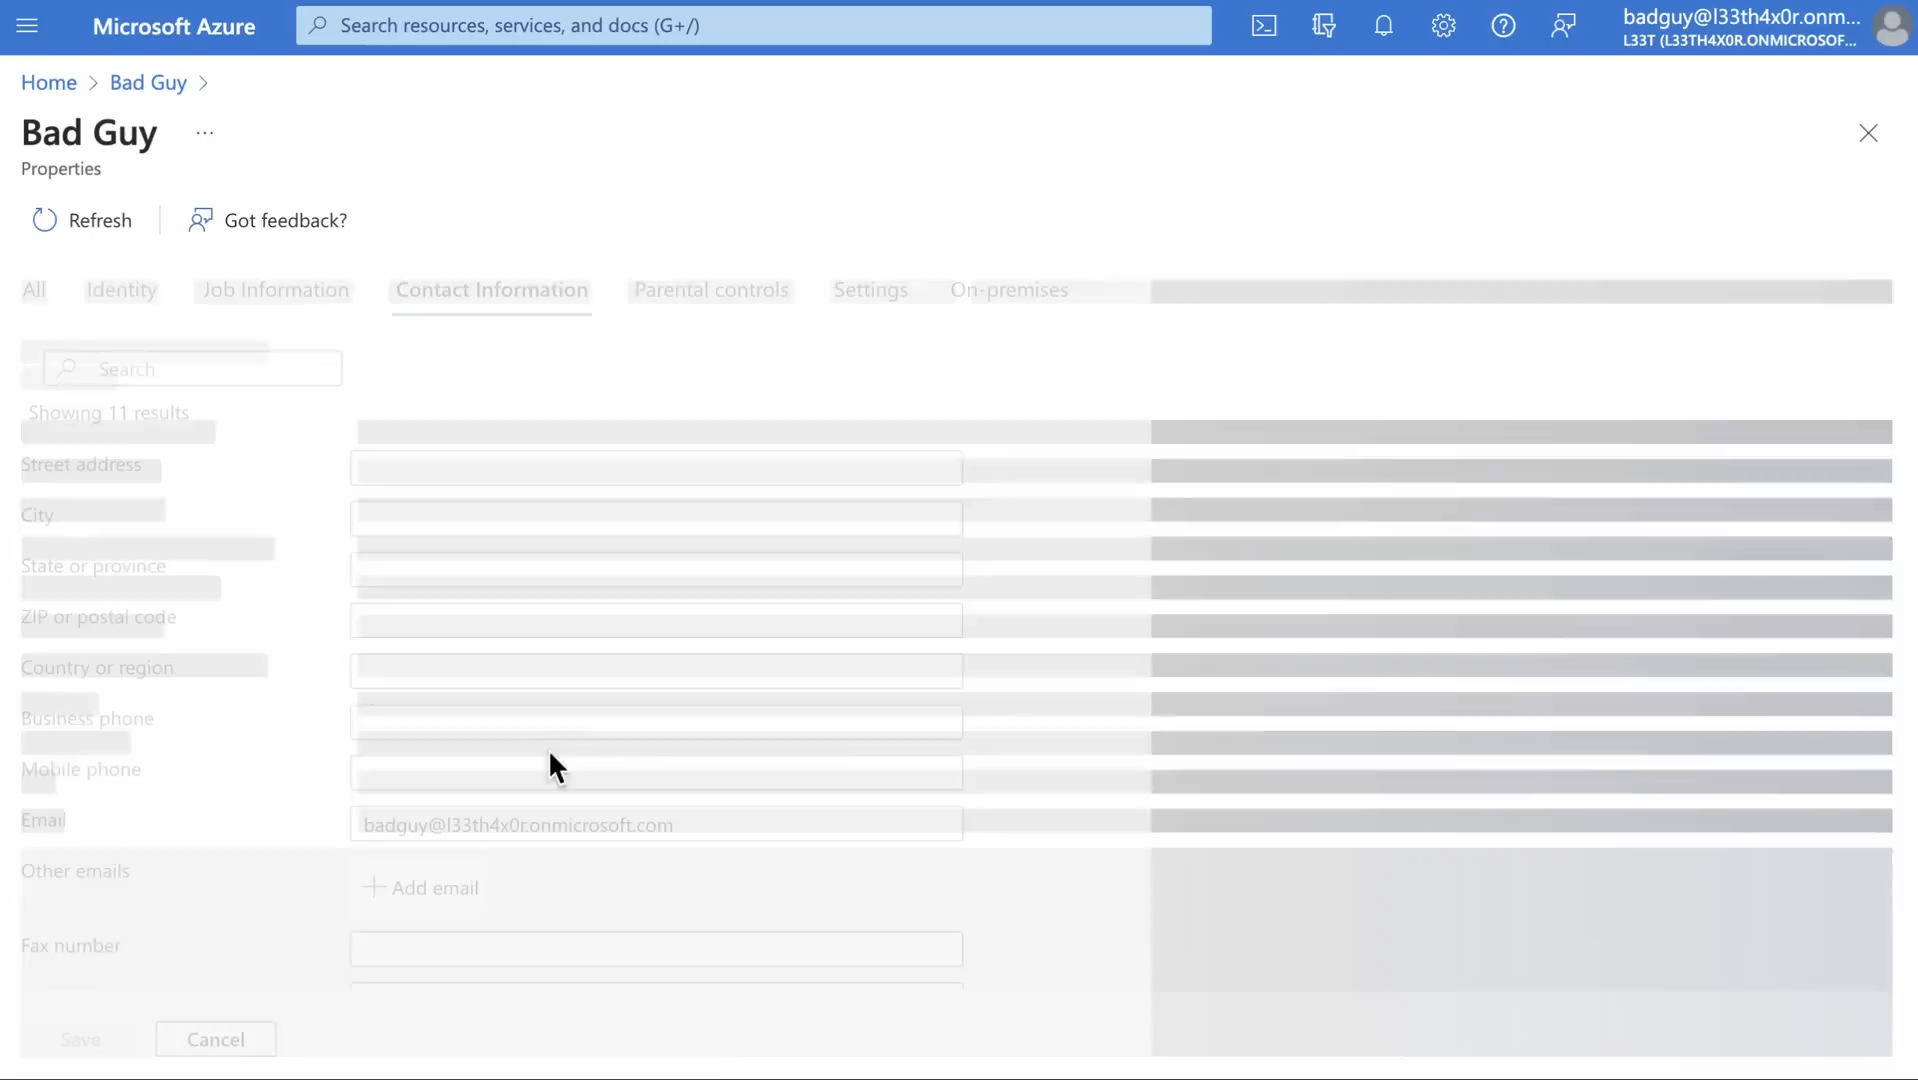 Microsoft Azure
Search resources, services, and docs (G+/)
badguy@l33th4x0r.onm...
L33T (L33TH4X0R.ONMICROSOF...
Home > Bad Guy >
Bad Guy ...
Properties
Refresh
Got feedback?
All Identity Job Information Contact Information Parental controls Settings On-premises
Search
Showing 11 results
Street address
City
State or province
ZIP or postal code
Country or region
Business phone
Mobile phone
Email badguy@l33th4x0r.onmicrosoft.com
Other emails + Add email
Fax number
Save Cancel